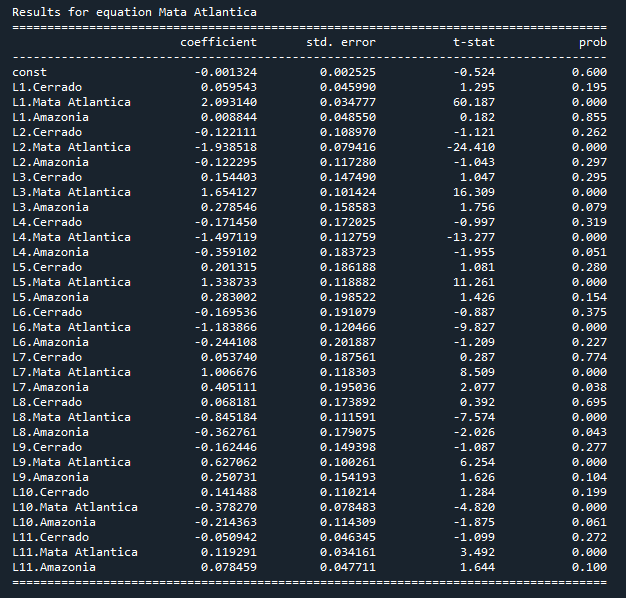 Results for equation Mata Atlantica
==============================================================================
coefficient std. error t-stat prob
------------------------------------------------------------------------------
const -0.001324 0.002525 -0.524 0.600
L1.Cerrado 0.059543 0.045990 1.295 0.195
L1.Mata Atlantica 2.093140 0.034777 60.187 0.000
L1.Amazonia 0.008844 0.048550 0.182 0.855
L2.Cerrado -0.122111 0.108970 -1.121 0.262
L2.Mata Atlantica -1.938518 0.079416 -24.410 0.000
L2.Amazonia -0.122295 0.117280 -1.043 0.297
L3.Cerrado 0.154403 0.147490 1.047 0.295
L3.Mata Atlantica 1.654127 0.101424 16.309 0.000
L3.Amazonia 0.278546 0.158583 1.756 0.079
L4.Cerrado -0.171450 0.172025 -0.997 0.319
L4.Mata Atlantica -1.497119 0.112759 -13.277 0.000
L4.Amazonia -0.359102 0.183723 -1.955 0.051
L5.Cerrado 0.201315 0.186188 1.081 0.280
L5.Mata Atlantica 1.338733 0.118882 11.261 0.000
L5.Amazonia 0.283002 0.198522 1.426 0.154
L6.Cerrado -0.169536 0.191079 -0.887 0.375
L6.Mata Atlantica -1.183866 0.120466 -9.827 0.000
L6.Amazonia -0.244108 0.201887 -1.209 0.227
L7.Cerrado 0.053740 0.187561 0.287 0.774
L7.Mata Atlantica 1.006676 0.118303 8.509 0.000
L7.Amazonia 0.405111 0.195036 2.077 0.038
L8.Cerrado 0.068181 0.173892 0.392 0.695
L8.Mata Atlantica -0.845184 0.111591 -7.574 0.000
L8.Amazonia -0.362761 0.179075 -2.026 0.043
L9.Cerrado -0.162446 0.149398 -1.087 0.277
L9.Mata Atlantica 0.627062 0.100261 6.254 0.000
L9.Amazonia 0.250731 0.154193 1.626 0.104
L10.Cerrado 0.141488 0.110214 1.284 0.199
L10.Mata Atlantica -0.378270 0.078483 -4.820 0.000
L10.Amazonia -0.214363 0.114309 -1.875 0.061
L11.Cerrado -0.050942 0.046345 -1.099 0.272
L11.Mata Atlantica 0.119291 0.034161 3.492 0.000
L11.Amazonia 0.078459 0.047711 1.644 0.100
==============================================================================